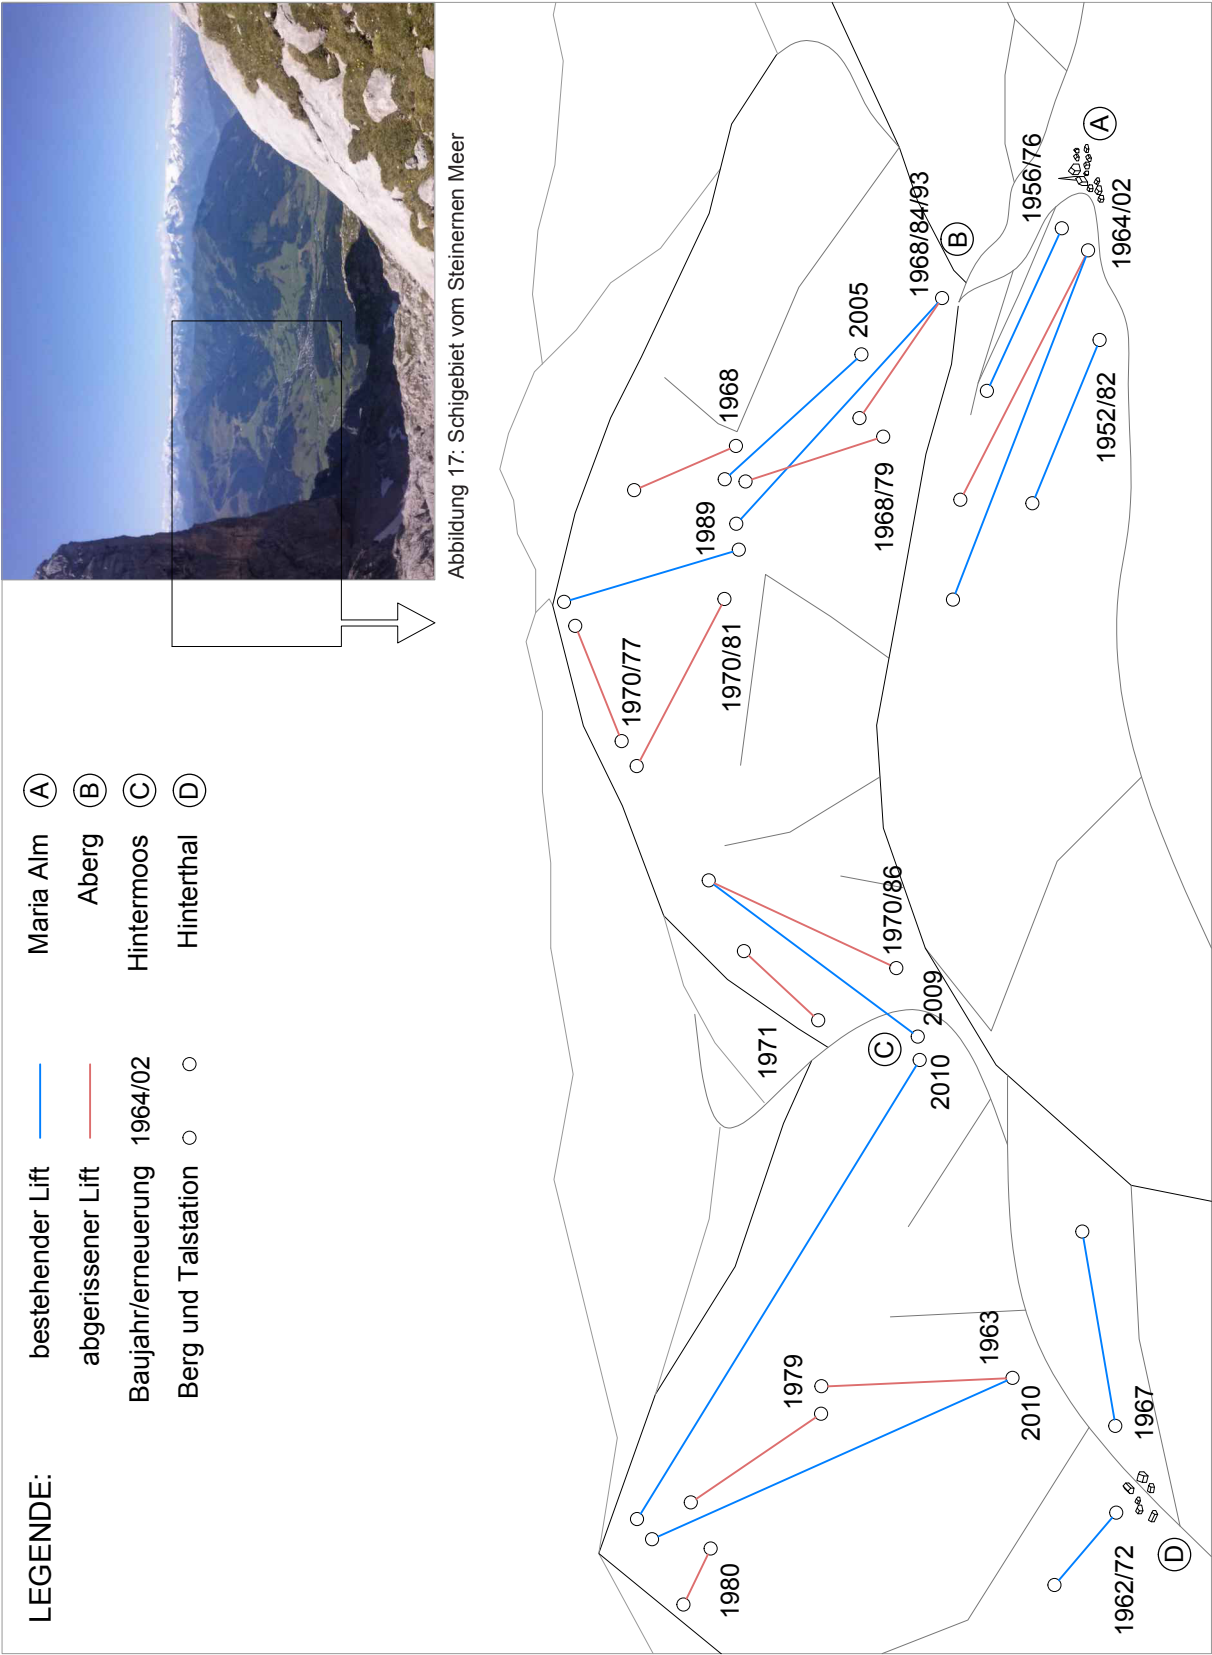 LEGENDE:
bestehender Lift
abgerissener Lift
Baujahr/erneuerung 1964/02
Berg und Talstation
Maria Alm A
Aberg B
Hintermoos C
Hinterthal D
Abbildung 17: Schigebiet vom Steinernen Meer
1980
1979
1963
2010
1962/72
D
1967
1971
C
2010
2009
1970/86
1970/77
1970/81
1989
1968
2005
1968/79
1968/84/93
B
1956/76
A
1964/02
1952/82